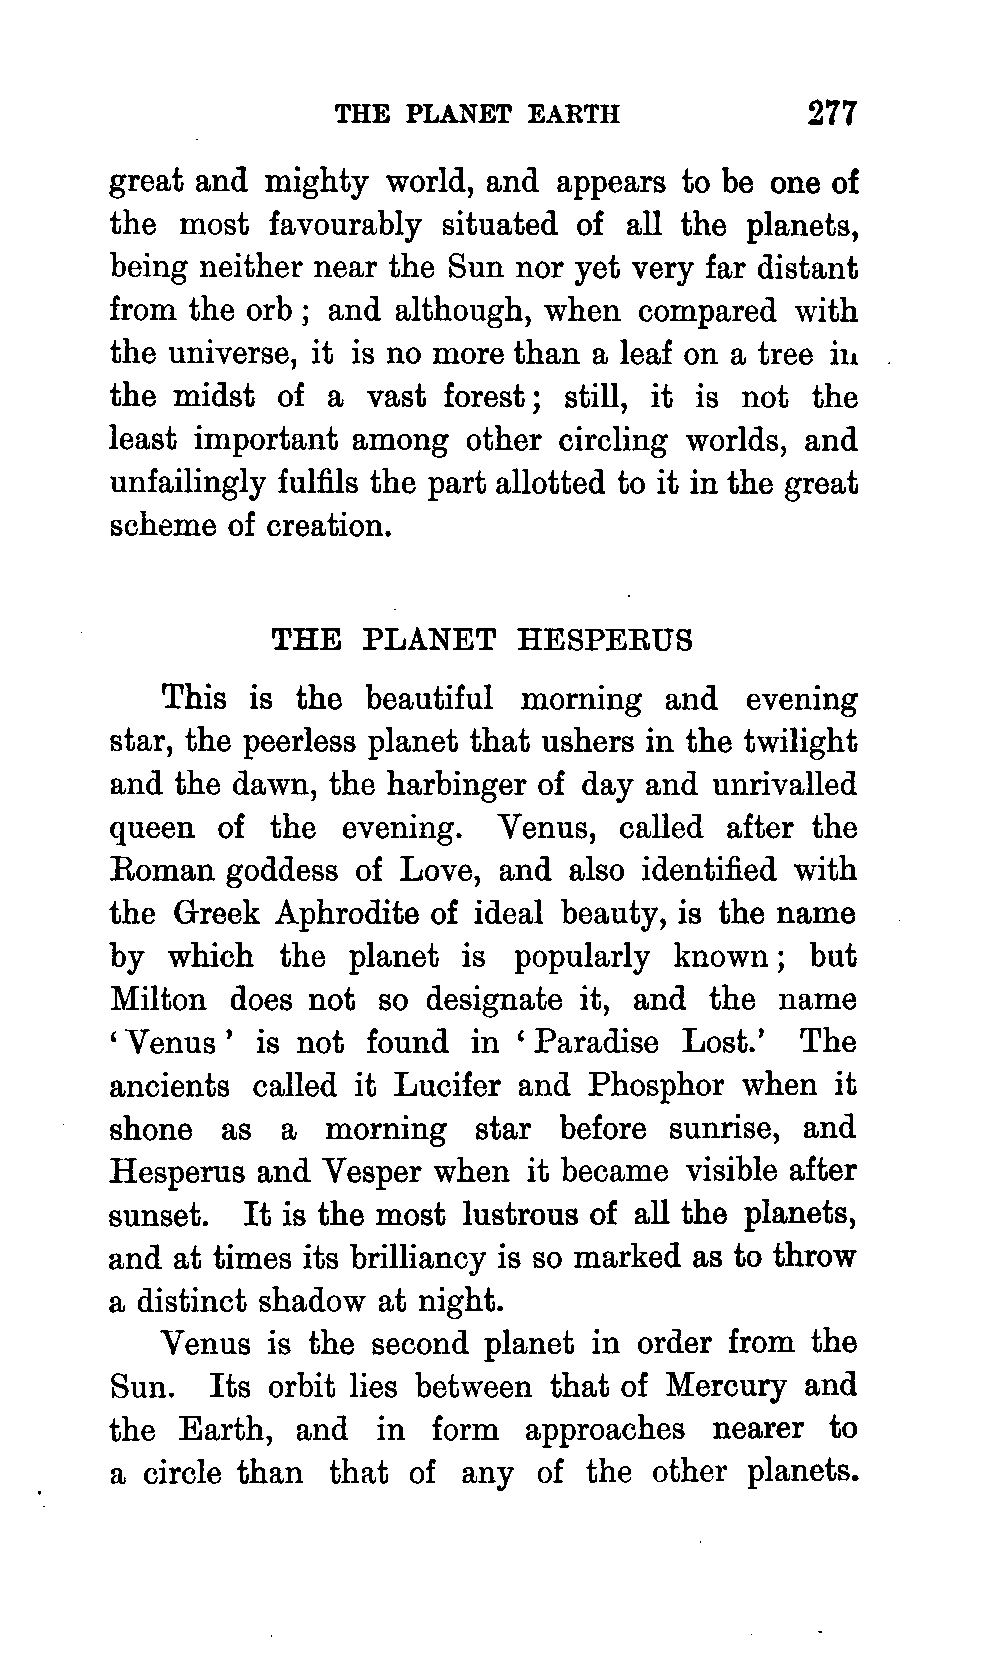 THE PLANET EARTH 277
great and mighty world, and appears to be one of
the most favourably situated of all the planets,
being neither near the Sun nor yet very far distant
from the orb ; and although, when compared with
the universe, it is no more than a leaf on a tree in
the midst of a vast forest ; still, it is not the
least important among other circling worlds, and
unfailingly fulfils the part allotted to it in the great
scheme of creation.
THE PLANET HESPERUS
This is the beautiful morning and evening
star, the peerless planet that ushers in the twilight
and the dawn, the harbinger of day and unrivalled
queen of the evening. Venus, called after the
Roman goddess of Love, and also identified with
the Greek Aphrodite of ideal beauty, is the name
by which the planet is popularly known ; but
Milton does not so designate it, and the name
‘ Venus ’ is not found in ‘ Paradise Lost.’ The
ancients called it Lucifer and Phosphor when it
shone as a morning star before sunrise, and
Hesperus and Vesper when it became visible after
sunset. It is the most lustrous of all the planets,
and at times its brilliancy is so marked as to throw
a distinct shadow at night.
Venus is the second planet in order from the
Sun. Its orbit lies between that of Mercury and
the Earth, and in form approaches nearer to
a circle than that of any of the other planets.